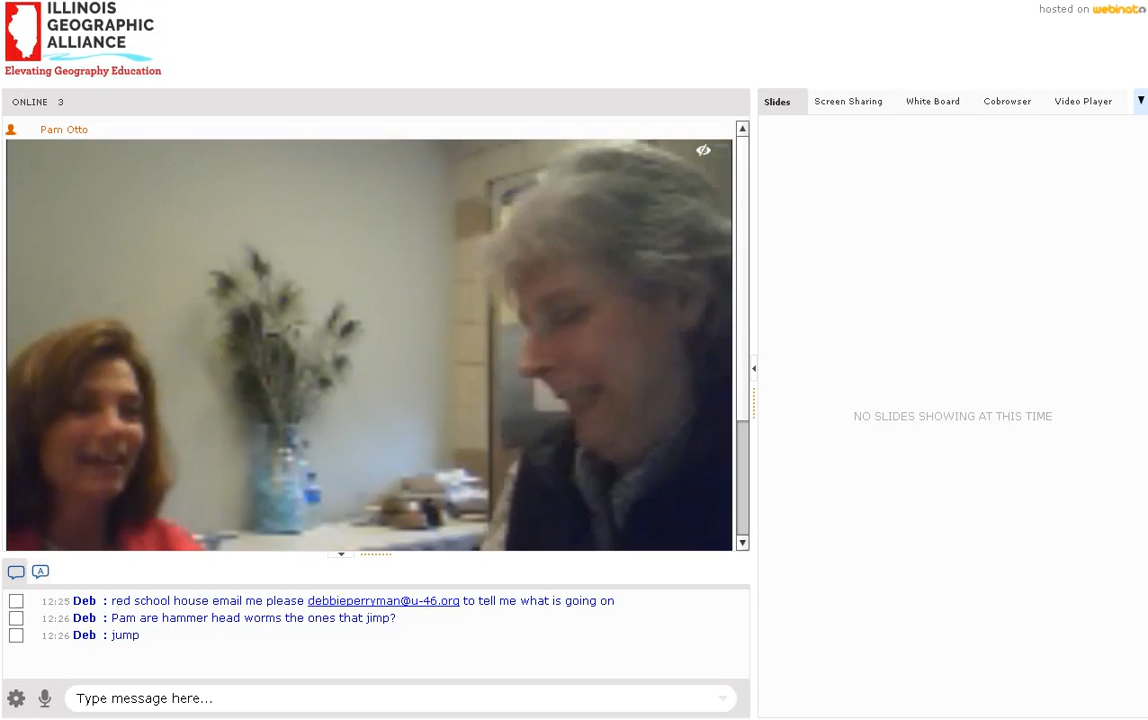 ILLINOIS
GEOGRAPHIC
ALLIANCE
Elevating Geography Education
hosted on webinato
ONLINE 3
Slides Screen Sharing White Board Cobrowser Video Player
Pam Otto
NO SLIDES SHOWING AT THIS TIME
12:25 Deb : red school house email me please debbieperryman@u-46.org to tell me what is going on
12:26 Deb : Pam are hammer head worms the ones that jimp?
12:26 Deb : jump
Type message here...